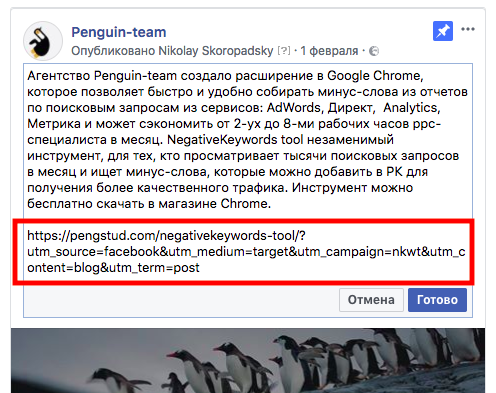 Penguin-team
Опубликовано Nikolay Skoropadsky [?] · 1 февраля ·
Агентство Penguin-team создало расширение в Google Chrome,
которое позволяет быстро и удобно собирать минус-слова из отчетов
по поисковым запросам из сервисов: AdWords, Директ,  Analytics,
Метрика и может сэкономить от 2-ух до 8-ми рабочих часов ppc-
специалиста в месяц. NegativeKeywords tool незаменимый
инструмент, для тех, кто просматривает тысячи поисковых запросов
в месяц и ищет минус-слова, которые можно добавить в РК для
получения более качественного трафика. Инструмент можно
бесплатно скачать в магазине Chrome.
https://pengstud.com/negativekeywords-tool/?
utm_source=facebook&utm_medium=target&utm_campaign=nkwt&utm_c
ontent=blog&utm_term=post
Отмена Готово